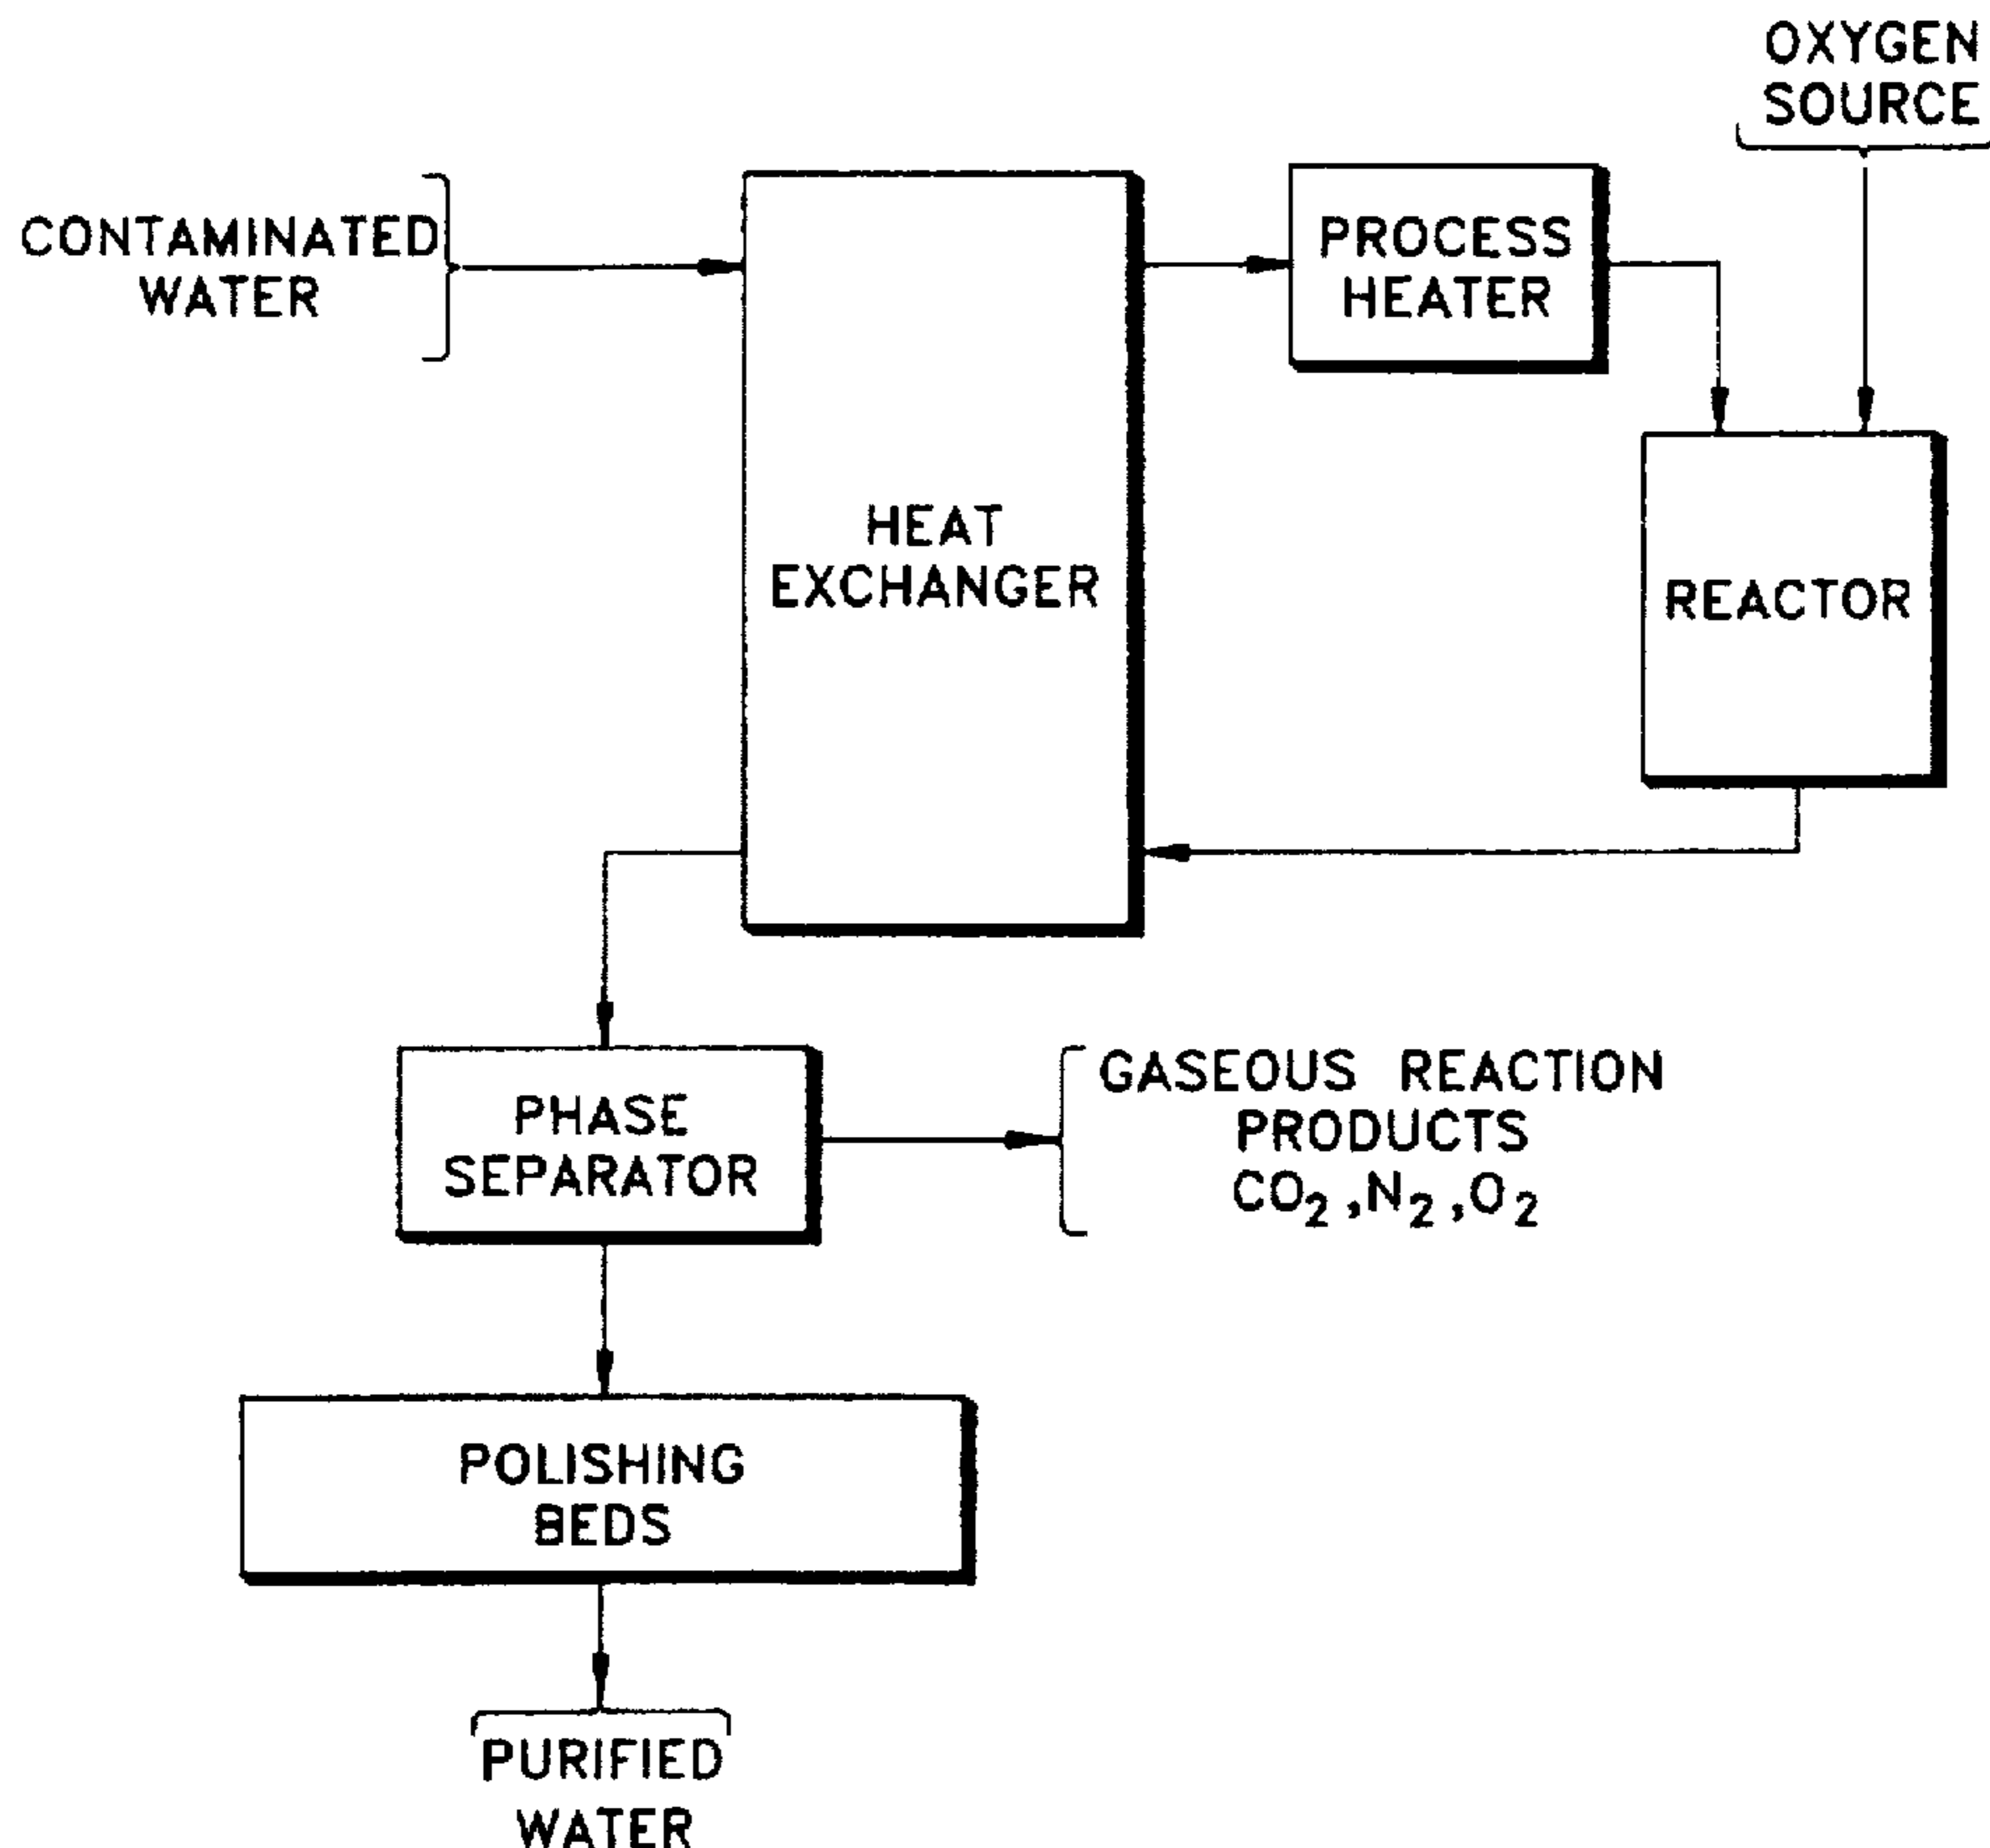 OXYGEN
SOURCE
CONTAMINATED
WATER
PROCESS
HEATER
HEAT
EXCHANGER
REACTOR
PHASE
SEPARATOR
GASEOUS REACTION
PRODUCTS
CO₂,N₂,O₂
POLISHING
BEDS
PURIFIED
WATER